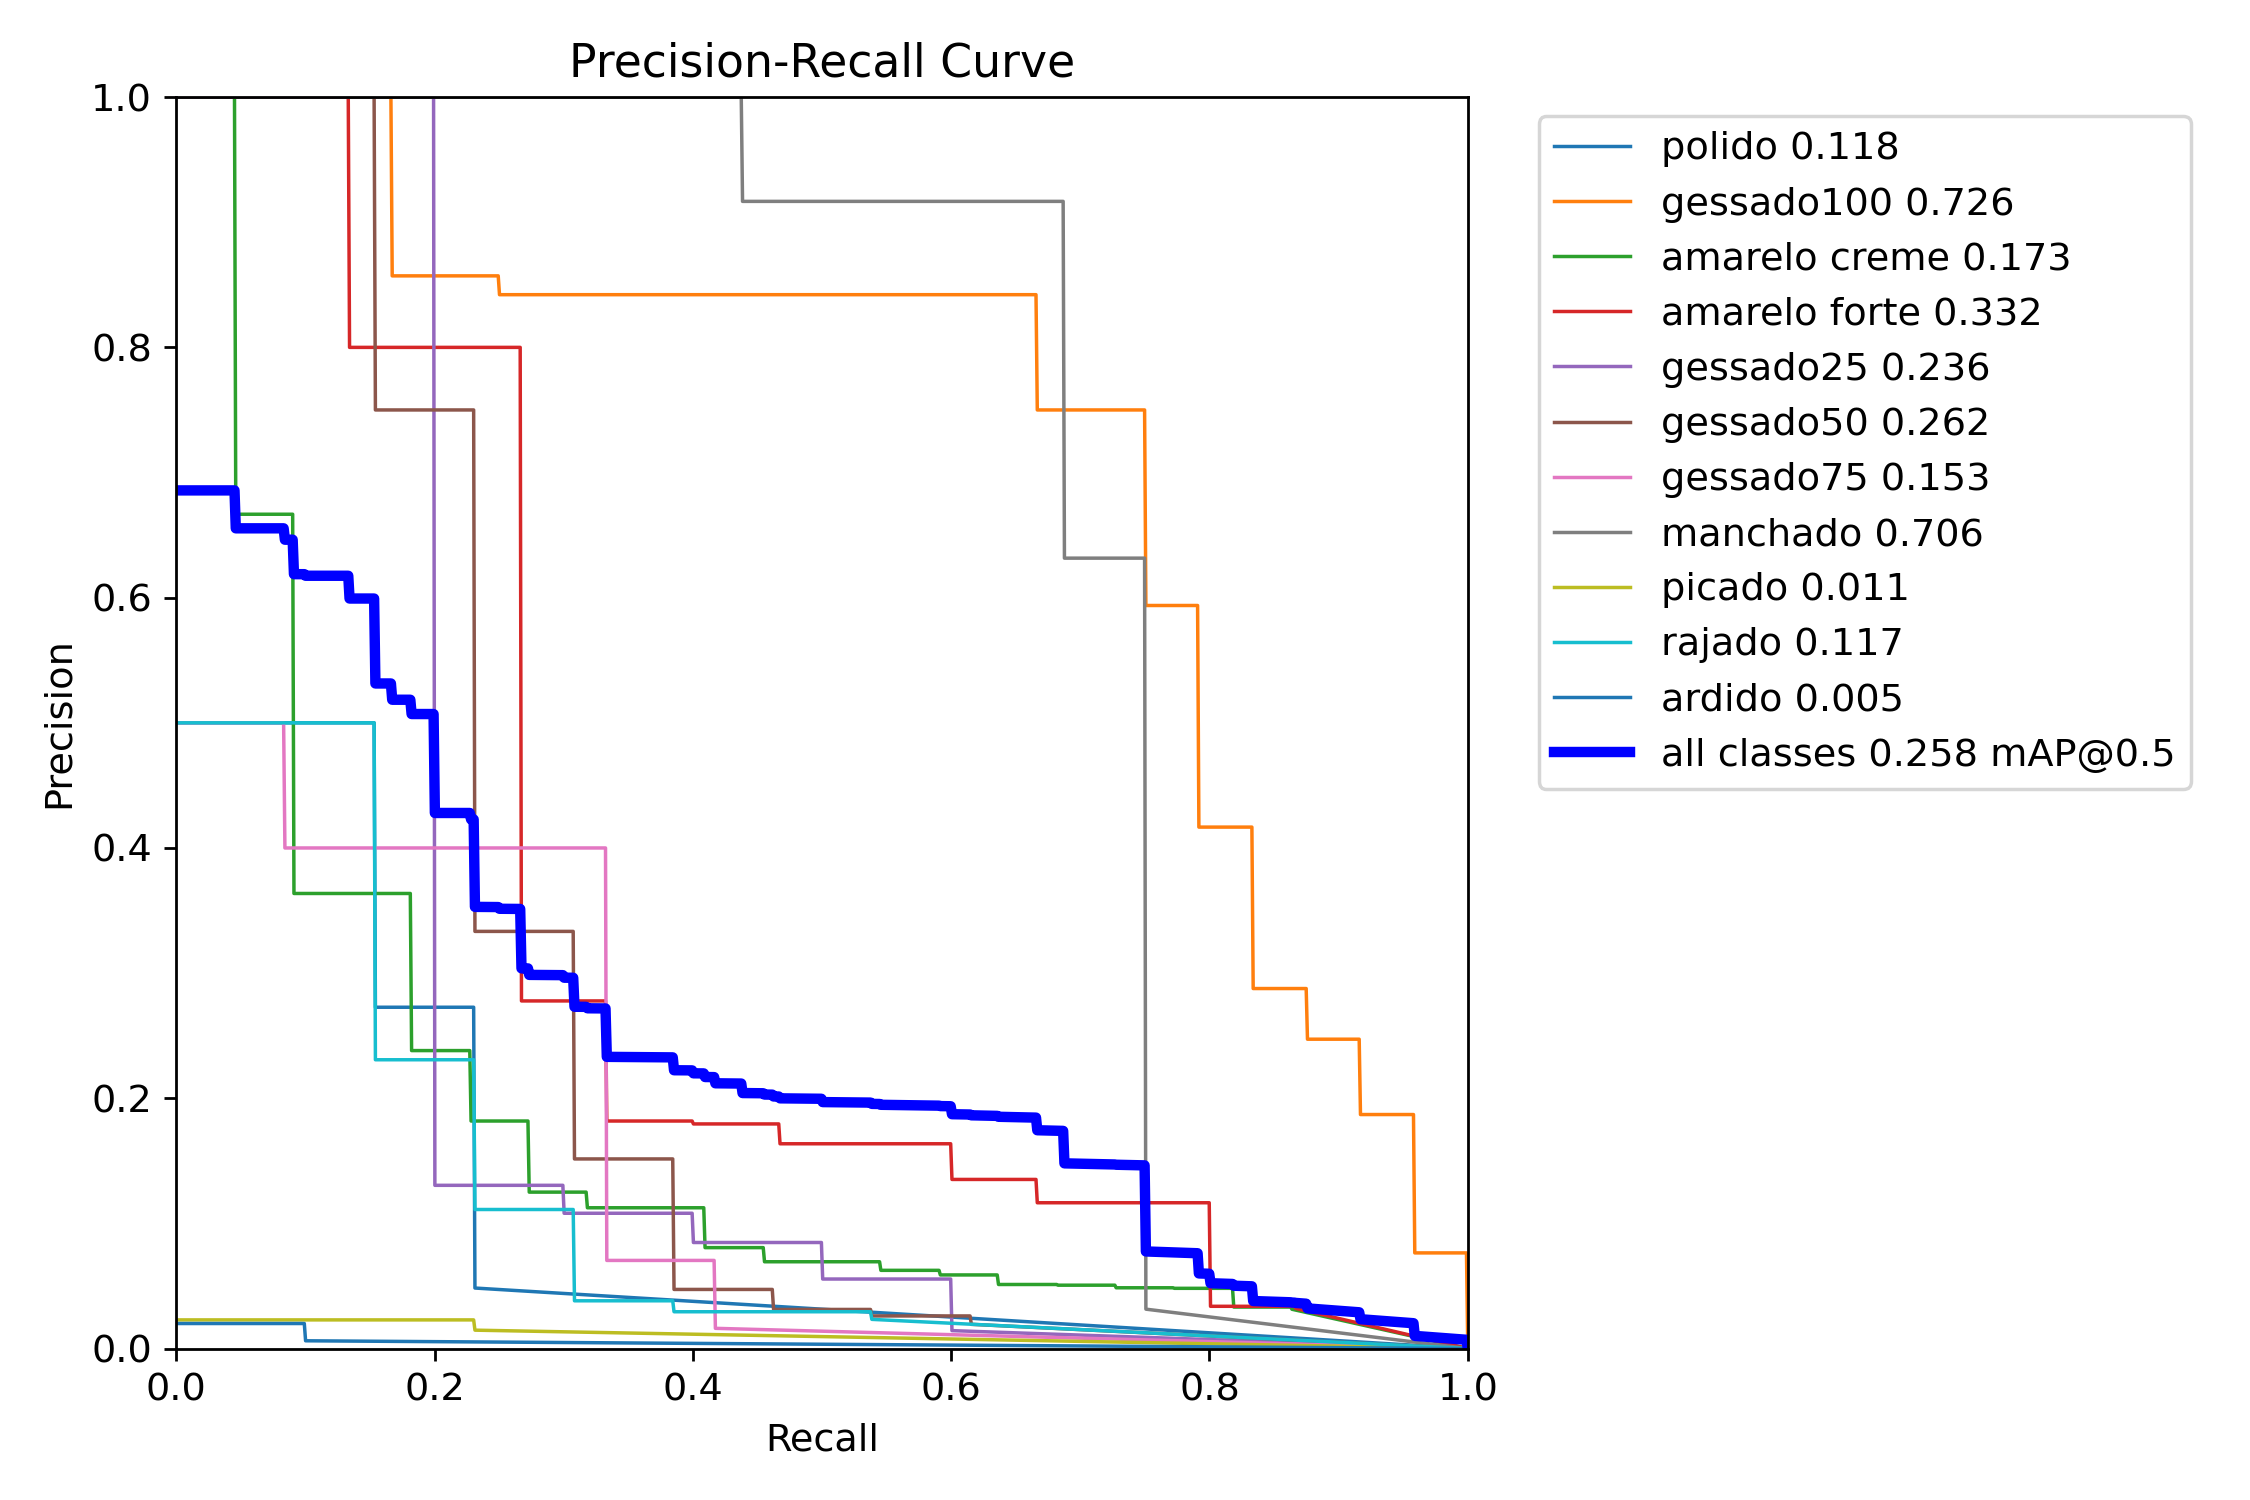 Precision-Recall Curve
1.0
0.8
0.6
0.4
0.2
0.0
Precision
0.0 0.2 0.4 0.6 0.8 1.0
Recall
polido 0.118
gessado100 0.726
amarelo creme 0.173
amarelo forte 0.332
gessado25 0.236
gessado50 0.262
gessado75 0.153
manchado 0.706
picado 0.011
rajado 0.117
ardido 0.005
all classes 0.258 mAP@0.5